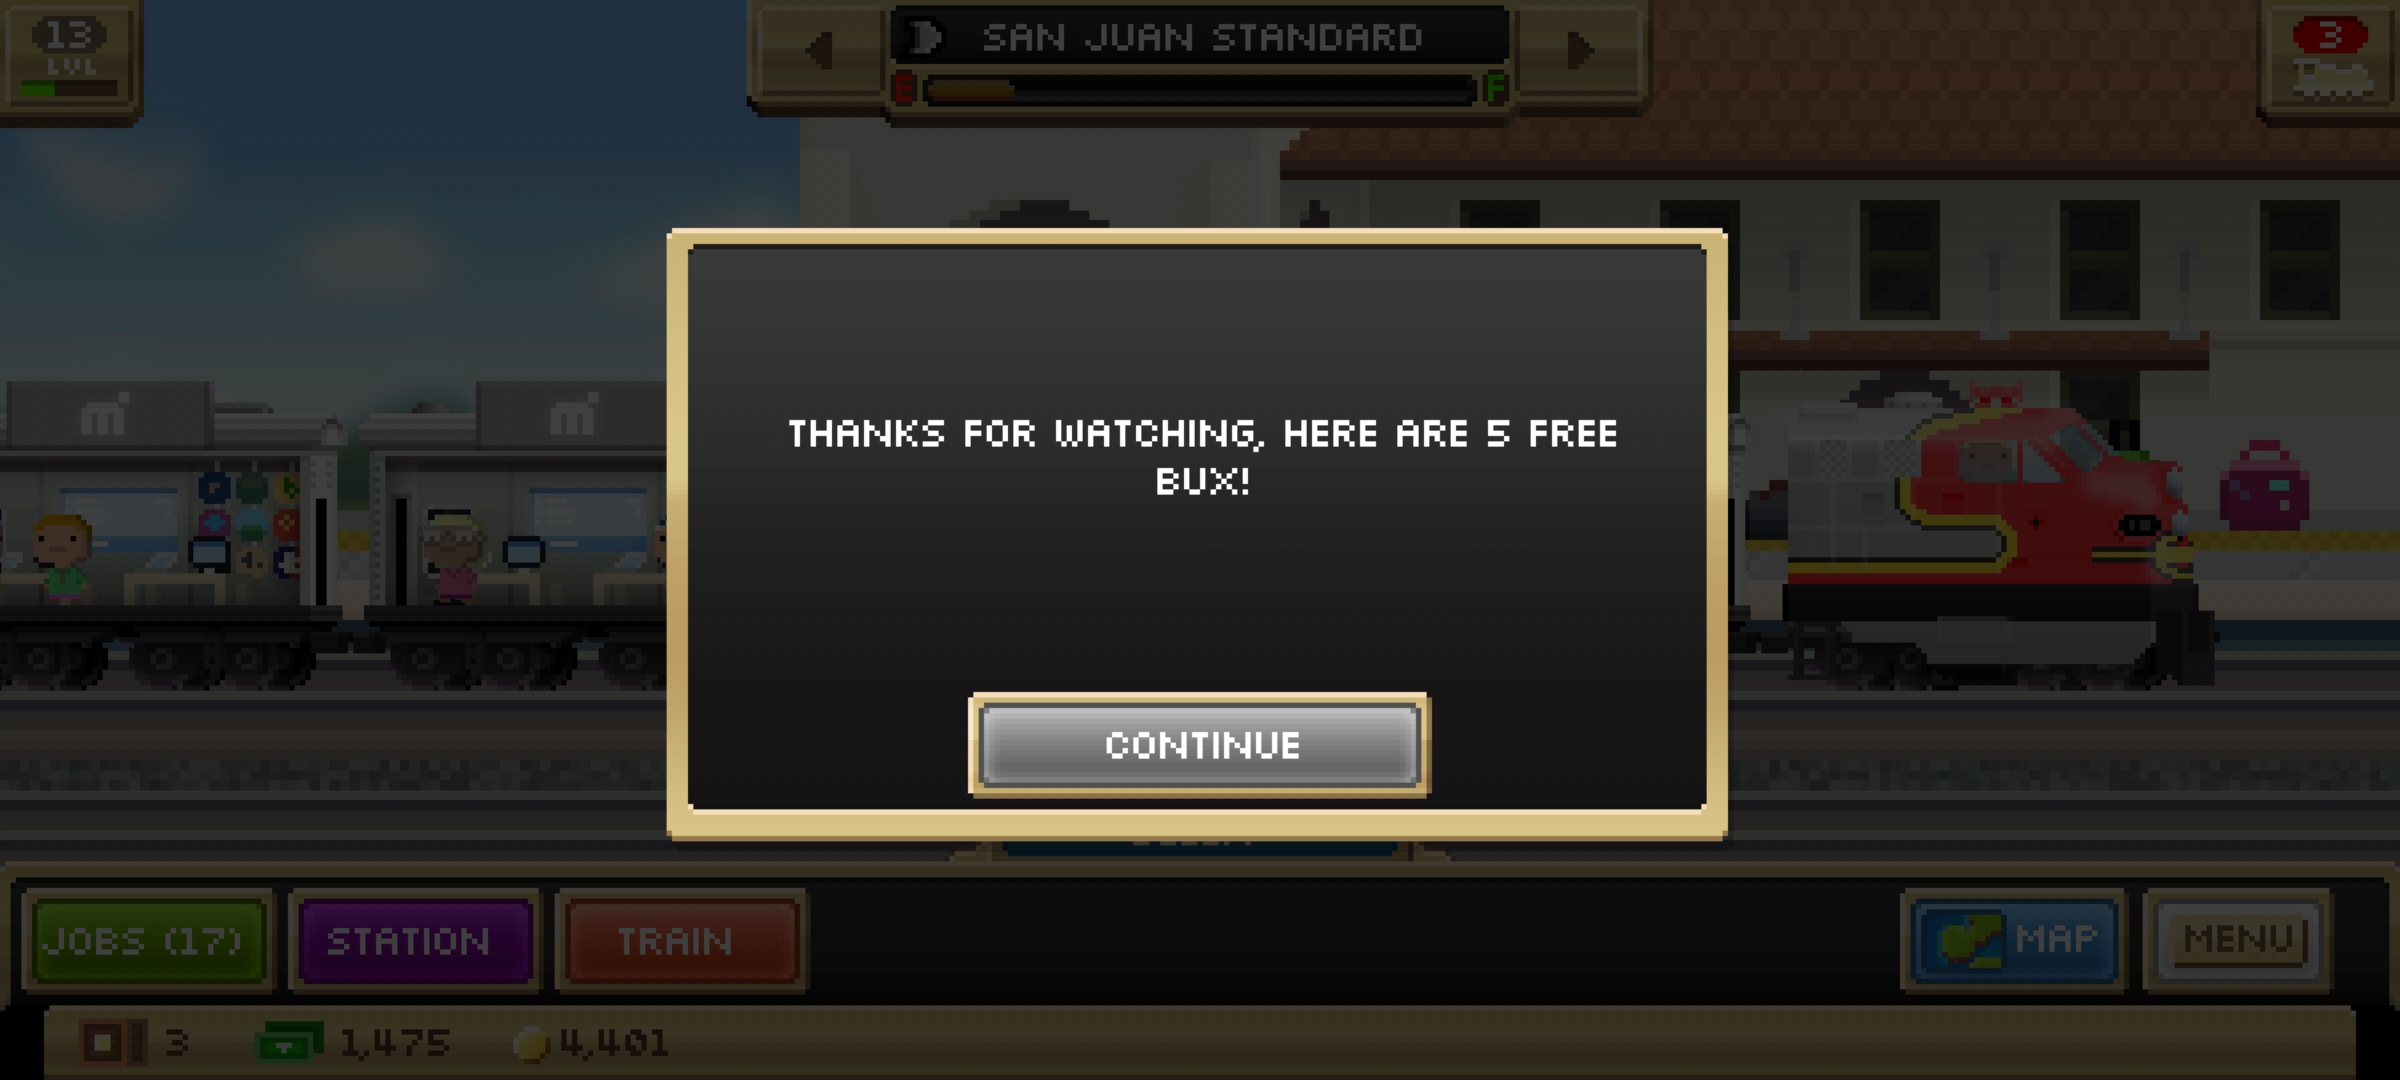 13
LVL
SAN JUAN STANDARD
E
F
3
THANKS FOR WATCHING, HERE ARE 5 FREE
BUX!
CONTINUE
JOBS (17)
STATION
TRAIN
MAP
MENU
3
1,475
4,401